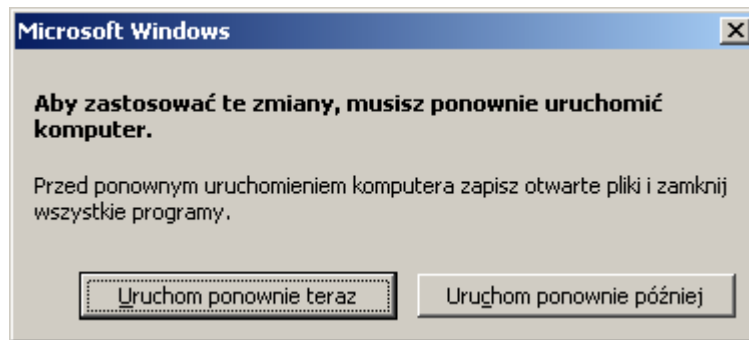 Microsoft Windows
Aby zastosować te zmiany, musisz ponownie uruchomić
komputer.
Przed ponownym uruchomieniem komputera zapisz otwarte pliki i zamknij
wszystkie programy.
Uruchom ponownie teraz
Uruchom ponownie później